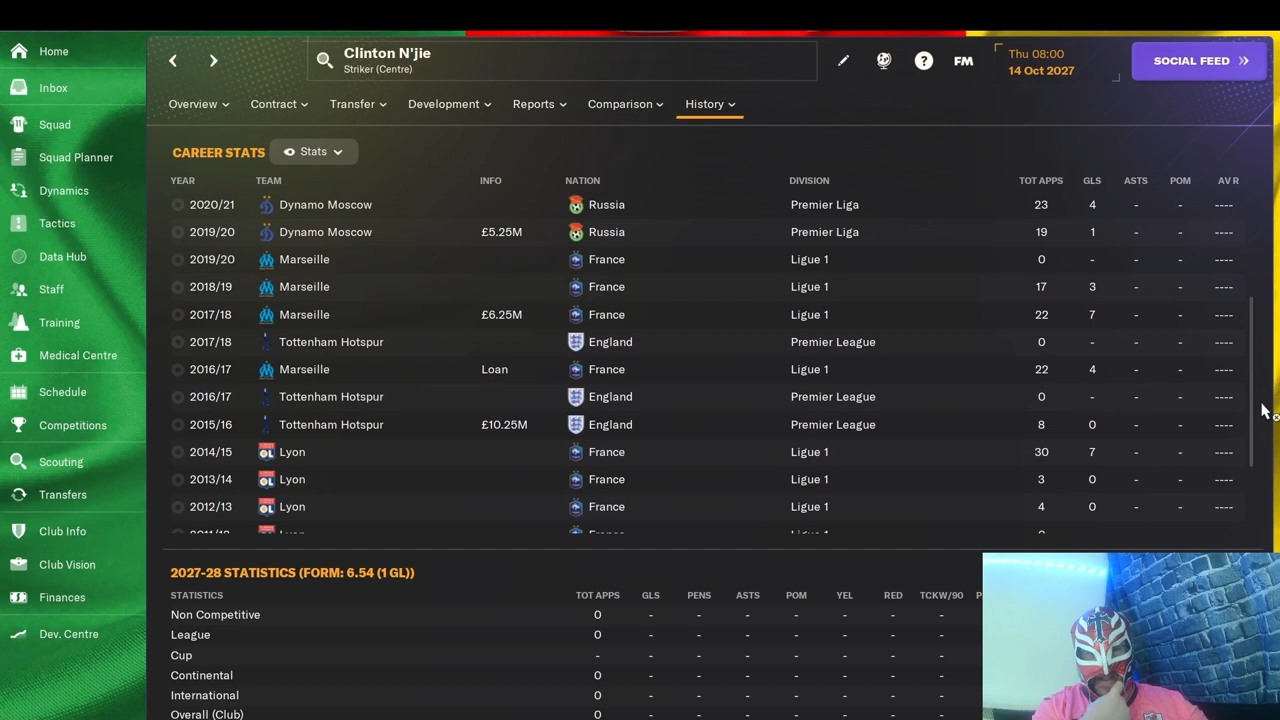 Home
Inbox
Squad
Squad Planner
Dynamics
Tactics
Data Hub
Staff
Training
Medical Centre
Schedule
Competitions
Scouting
Transfers
Club Info
Club Vision
Finances
Dev. Centre
Clinton N'jie
Striker (Centre)
? FM
Thu 08:00
14 Oct 2027
SOCIAL FEED
Overview Contract Transfer Development Reports Comparison History
CAREER STATS Stats
YEAR TEAM INFO NATION DIVISION TOT APPS GLS ASTS POM AV R
2020/21 Dynamo Moscow Russia Premier Liga 23 4 - - ----
2019/20 Dynamo Moscow £5.25M Russia Premier Liga 19 1 - - ----
2019/20 Marseille France Ligue 1 0 - - - ----
2018/19 Marseille France Ligue 1 17 3 - - ----
2017/18 Marseille £6.25M France Ligue 1 22 7 - - ----
2017/18 Tottenham Hotspur England Premier League 0 - - - ----
2016/17 Marseille Loan France Ligue 1 22 4 - - ----
2016/17 Tottenham Hotspur England Premier League 0 - - - ----
2015/16 Tottenham Hotspur £10.25M England Premier League 8 0 - - ----
2014/15 Lyon France Ligue 1 30 7 - - ----
2013/14 Lyon France Ligue 1 3 0 - - ----
2012/13 Lyon France Ligue 1 4 0 - - ----
2027-28 STATISTICS (FORM: 6.54 (1 GL))
STATISTICS TOT APPS GLS PENS ASTS POM YEL RED TCKW/90
Non Competitive 0 - - - - - - -
League 0 - - - - - - -
Cup - - - - - - - -
Continental 0 - - - - - - -
International 0 - - - - - - -
Overall (Club) 0 - - - - - - -